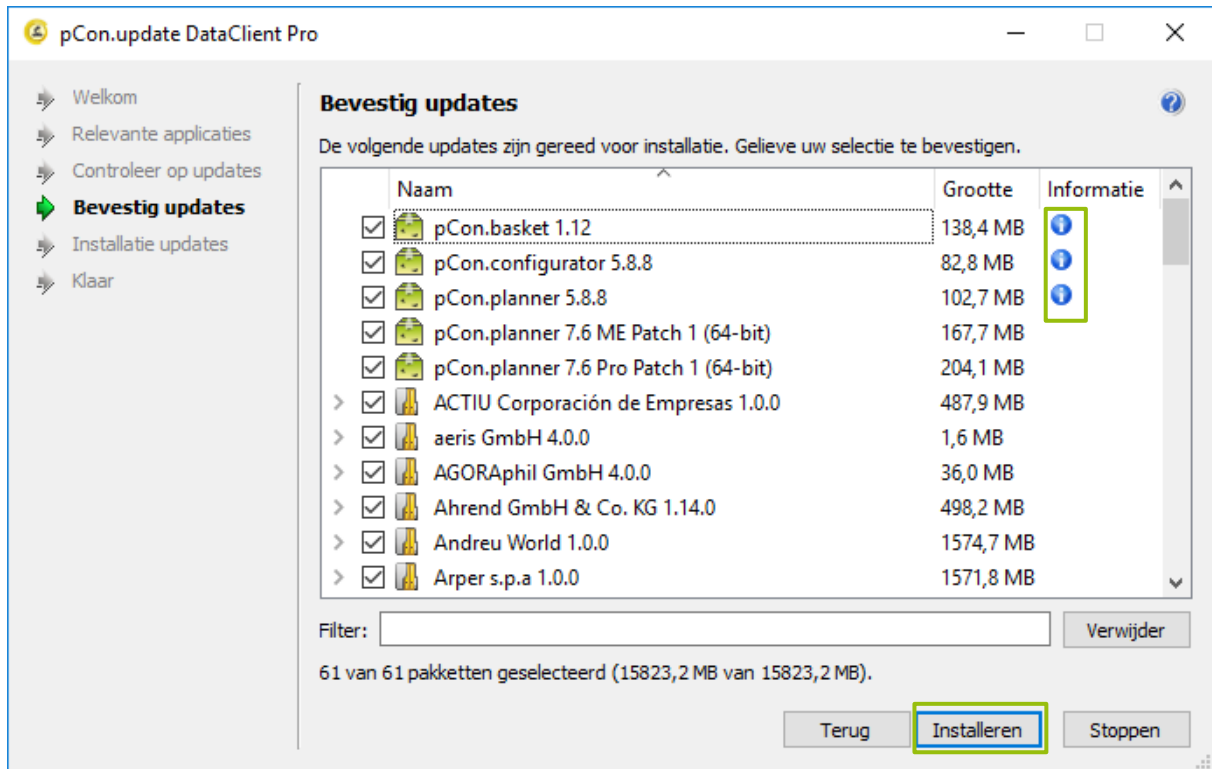 pCon.update DataClient Pro
Welkom
Relevante applicaties
Controleer op updates
Bevestig updates
Installatie updates
Klaar
Bevestig updates
De volgende updates zijn gereed voor installatie. Gelieve uw selectie te bevestigen.
Naam Grootte Informatie
pCon.basket 1.12 138,4 MB
pCon.configurator 5.8.8 82,8 MB
pCon.planner 5.8.8 102,7 MB
pCon.planner 7.6 ME Patch 1 (64-bit) 167,7 MB
pCon.planner 7.6 Pro Patch 1 (64-bit) 204,1 MB
ACTIU Corporación de Empresas 1.0.0 487,9 MB
aeris GmbH 4.0.0 1,6 MB
AGORAphil GmbH 4.0.0 36,0 MB
Ahrend GmbH & Co. KG 1.14.0 498,2 MB
Andreu World 1.0.0 1574,7 MB
Arper s.p.a 1.0.0 1571,8 MB
Filter: Verwijder
61 van 61 pakketten geselecteerd (15823,2 MB van 15823,2 MB).
Terug Installeren Stoppen